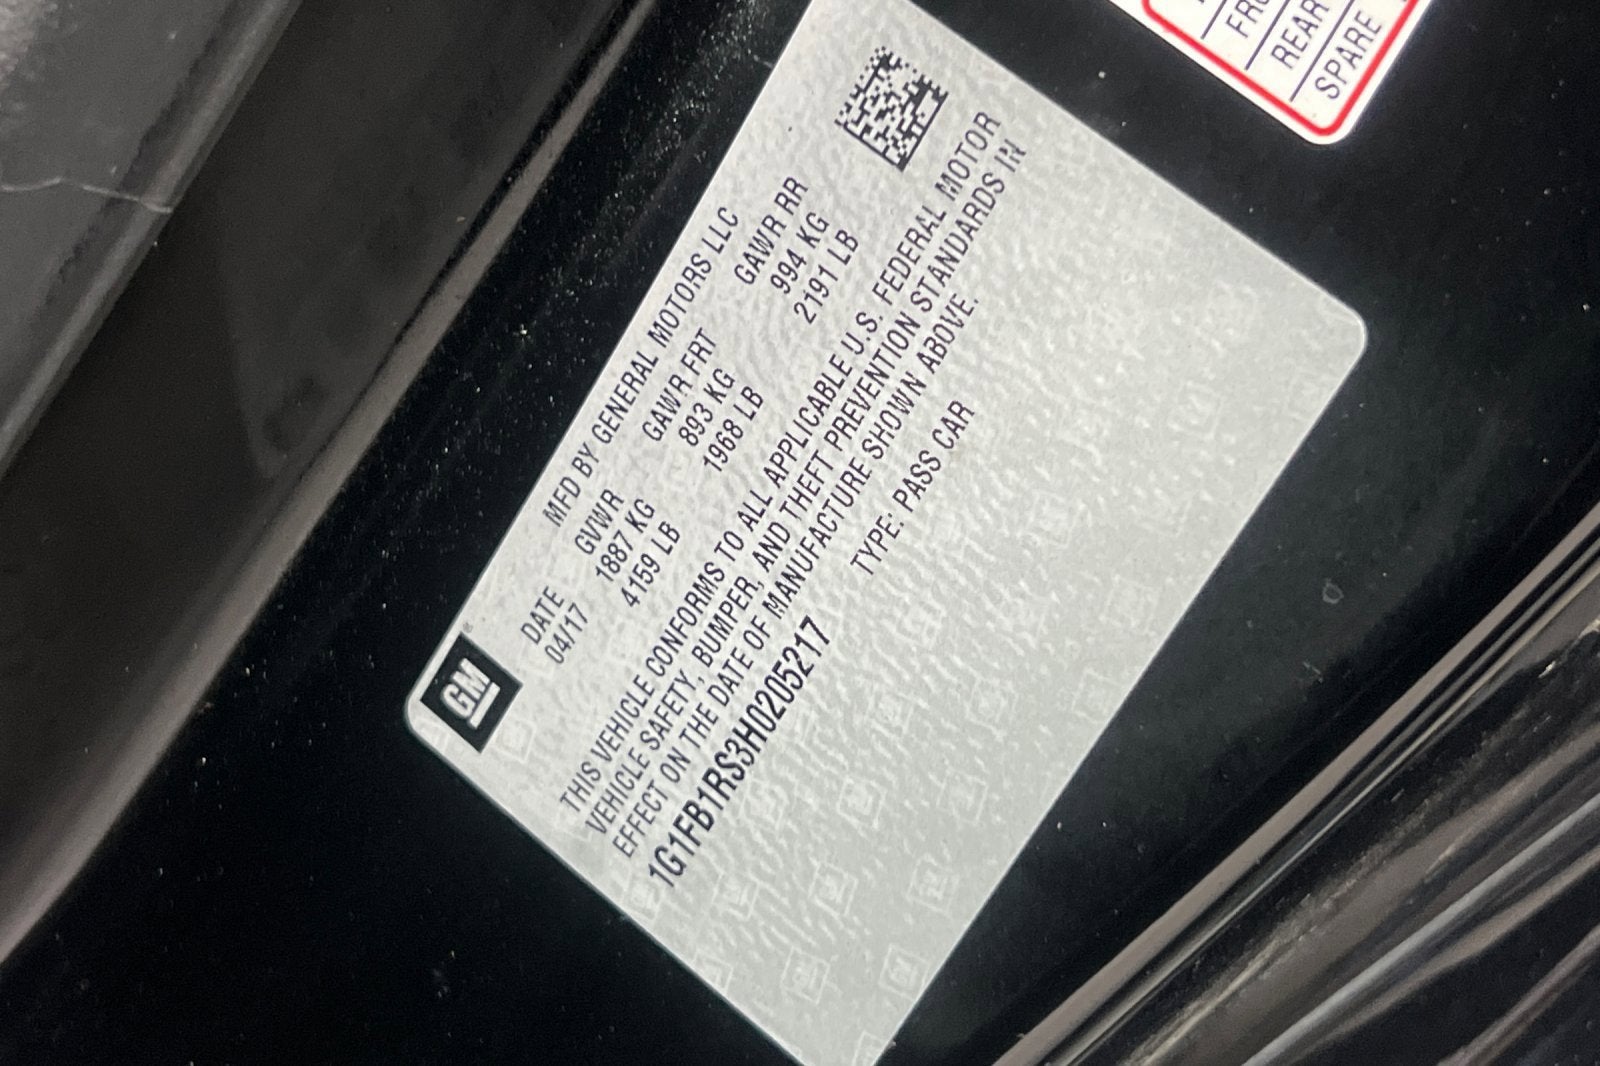 GM
MFD BY GENERAL MOTORS LLC
DATE GVWR GAWR FRT GAWR RR
04/17 1887 KG 893 KG 994 KG
4159 LB 1968 LB 2191 LB
THIS VEHICLE CONFORMS TO ALL APPLICABLE U.S. FEDERAL MOTOR
VEHICLE SAFETY, BUMPER, AND THEFT PREVENTION STANDARDS IN
EFFECT ON THE DATE OF MANUFACTURE SHOWN ABOVE.
1G1FB1RS3H0205217 TYPE: PASS CAR
REAR
SPARE